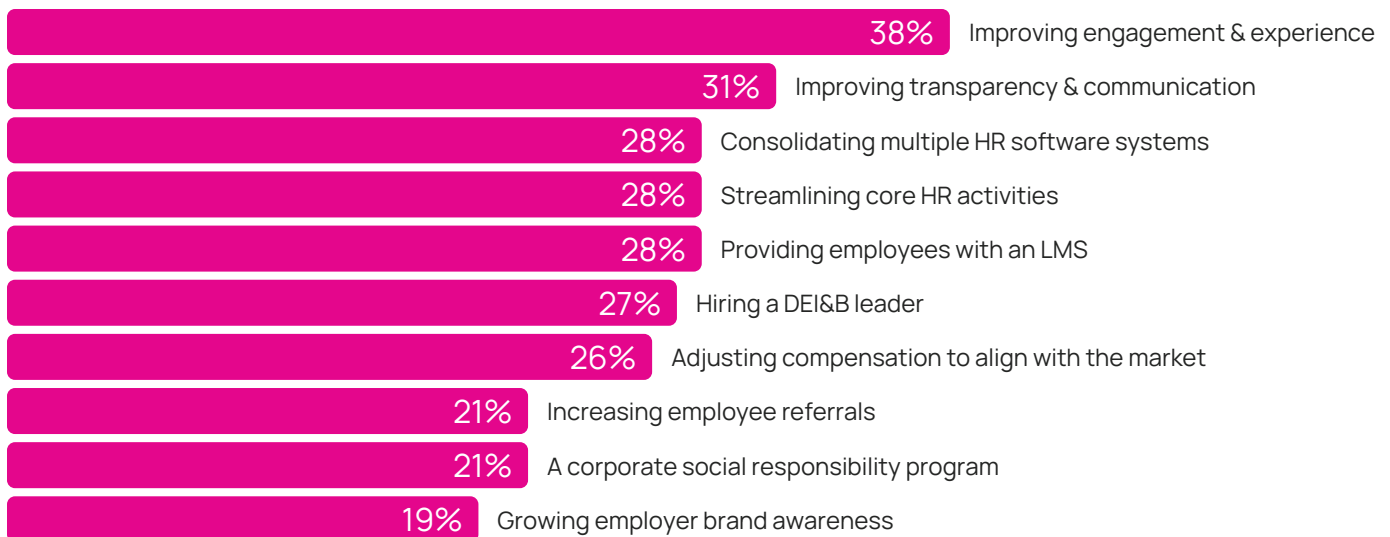 38% Improving engagement & experience
31% Improving transparency & communication
28% Consolidating multiple HR software systems
28% Streamlining core HR activities
28% Providing employees with an LMS
27% Hiring a DEI&B leader
26% Adjusting compensation to align with the market
21% Increasing employee referrals
21% A corporate social responsibility program
19% Growing employer brand awareness